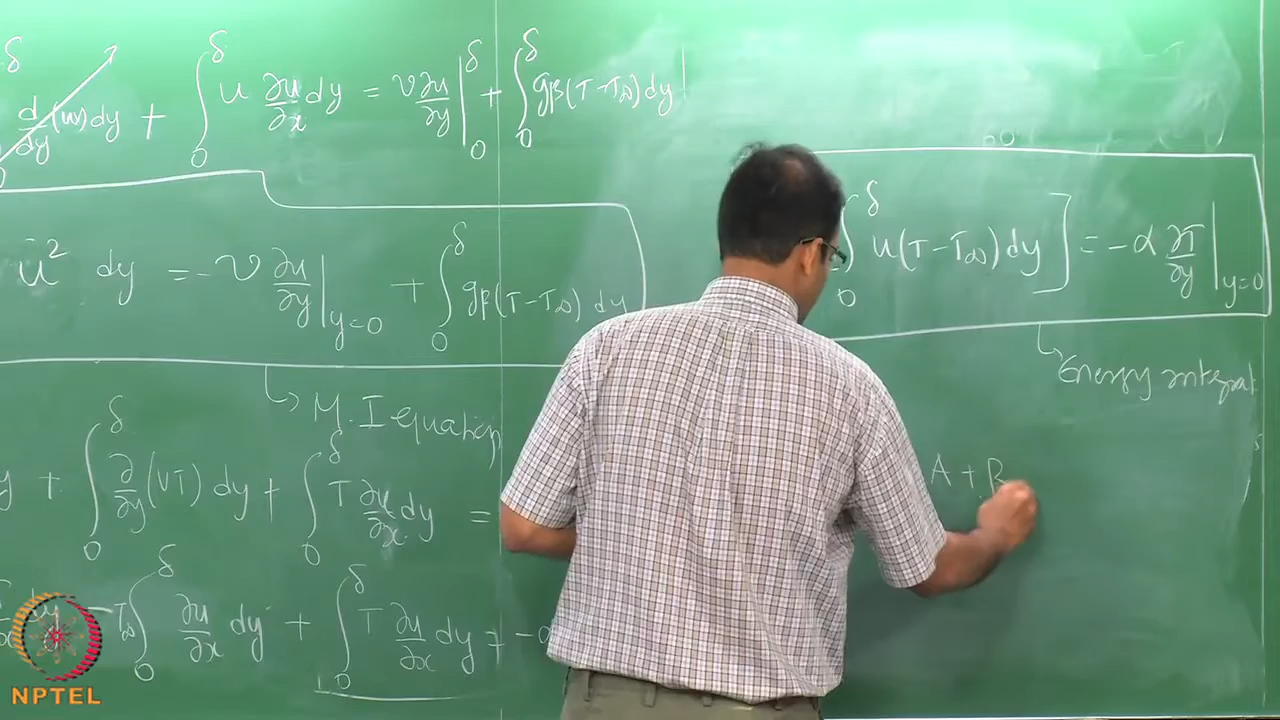 δ
d/dy (uv) dy + ∫₀^δ u ∂u/∂x dy = ν ∂u/∂y |₀^δ + ∫₀^δ gβ(T-T∞) dy
u² dy = -ν ∂u/∂y |y=0 + ∫₀^δ gβ(T-T∞) dy
M.I equation
u(T-T∞) dy ] = -α ∂T/∂y |y=0
Energy integral
+ ∫₀^δ ∂/∂y (VT) dy + ∫₀^δ T ∂u/∂x dy =
A + B
dy - T∞ ∫₀^δ ∂u/∂x dy + ∫₀^δ T ∂u/∂x dy = -α
NPTEL